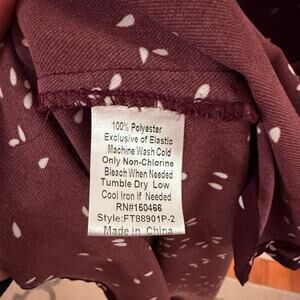 100% Polyester
Exclusive of Elastic
Machine Wash Cold
Only Non-Chlorine
Bleach When Needed
Tumble Dry Low
Cool Iron if Needed
RN#150466
Style:FT88901P-2
Made in China